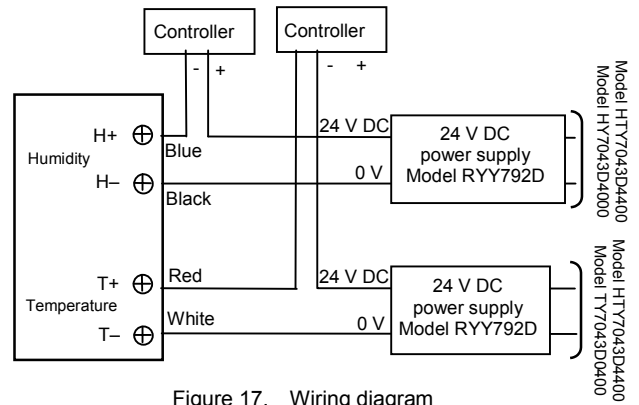 Controller
Controller
- +
- +
H+
Humidity
H–
Blue
Black
24 V DC
0 V
24 V DC
power supply
Model RYY792D
Model HTY7043D4400
Model HY7043D4000
T+
Temperature
T–
Red
White
24 V DC
0 V
24 V DC
power supply
Model RYY792D
Model HTY7043D4400
Model TY7043D0400
Figure 17. Wiring diagram